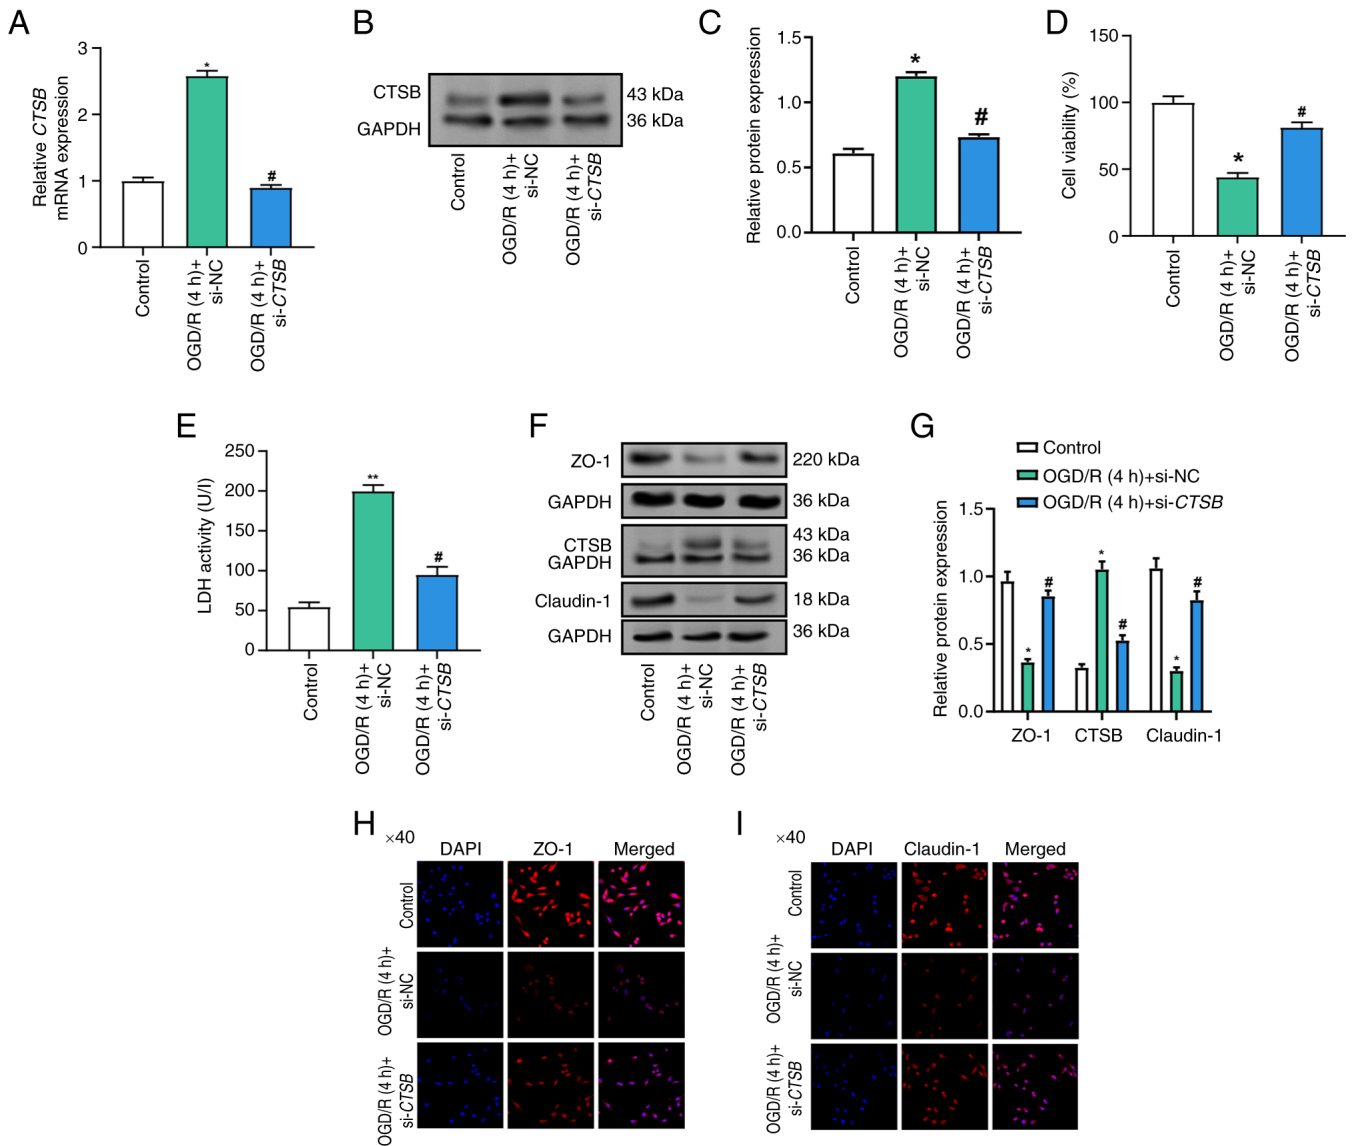 A
Relative CTSB
mRNA expression
3
2
1
0
*
#
Control
OGD/R (4 h)+
si-NC
OGD/R (4 h)+
si-CTSB
B
CTSB
GAPDH
43 kDa
36 kDa
Control
OGD/R (4 h)+
si-NC
OGD/R (4 h)+
si-CTSB
C
Relative protein expression
1.5
1.0
0.5
0.0
*
#
Control
OGD/R (4 h)+
si-NC
OGD/R (4 h)+
si-CTSB
D
Cell viability (%)
150
100
50
0
*
#
Control
OGD/R (4 h)+
si-NC
OGD/R (4 h)+
si-CTSB
E
LDH activity (U/l)
250
200
150
100
50
0
**
#
Control
OGD/R (4 h)+
si-NC
OGD/R (4 h)+
si-CTSB
F
ZO-1
220 kDa
GAPDH
36 kDa
CTSB
43 kDa
GAPDH
36 kDa
Claudin-1
18 kDa
GAPDH
36 kDa
Control
OGD/R (4 h)+
si-NC
OGD/R (4 h)+
si-CTSB
G
Control
OGD/R (4 h)+si-NC
OGD/R (4 h)+si-CTSB
Relative protein expression
1.5
1.0
0.5
0.0
*
#
*
#
*
#
ZO-1
CTSB
Claudin-1
H
×40
DAPI
ZO-1
Merged
Control
OGD/R (4 h)+
si-NC
OGD/R (4 h)+
si-CTSB
I
×40
DAPI
Claudin-1
Merged
Control
OGD/R (4 h)+
si-NC
OGD/R (4 h)+
si-CTSB